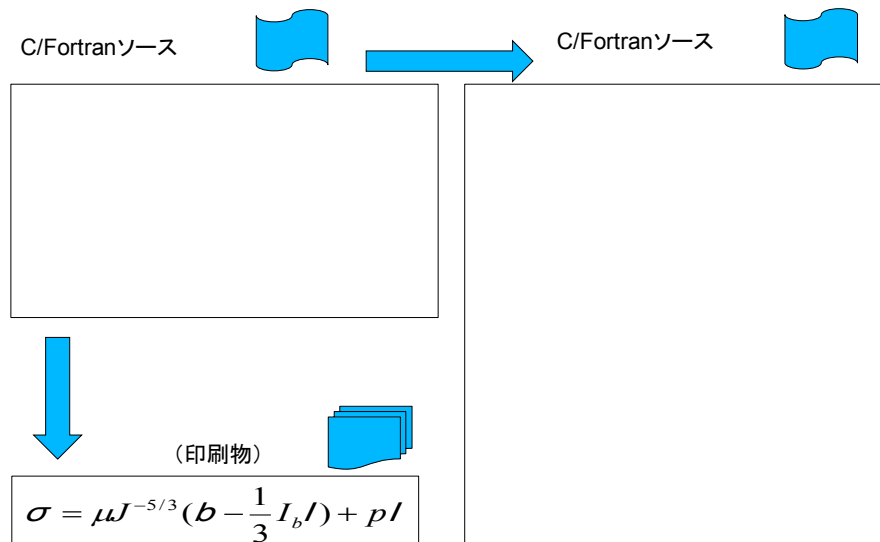 C/Fortranソース
C/Fortranソース
（印刷物）
σ = μJ^{-5/3}(b - \frac{1}{3} I_b I) + pI